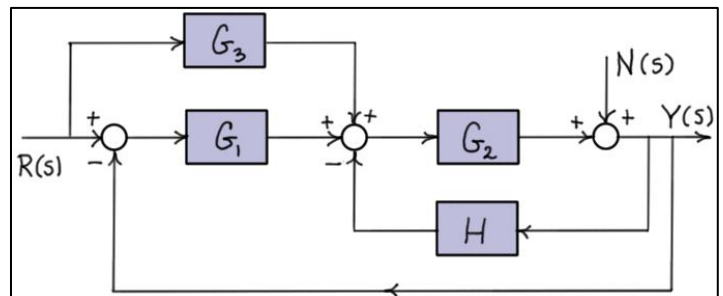 G₃
N(s)
+ + + + + Y(s)
G₁ G₂
R(s) − −
H